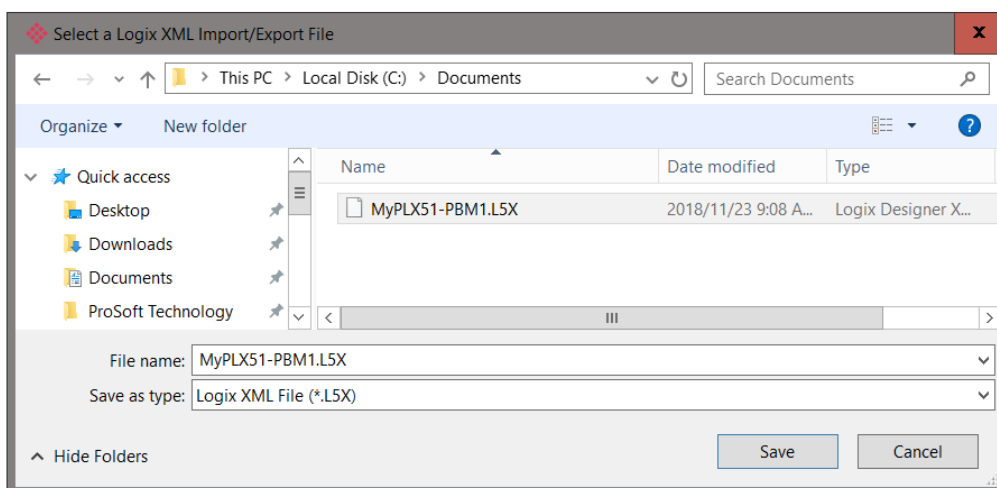 Select a Logix XML Import/Export File
x
This PC > Local Disk (C:) > Documents
Search Documents
Organize
New folder
?
Name Date modified Type
Quick access
Desktop
Downloads
Documents
ProSoft Technology
MyPLX51-PBM1.L5X 2018/11/23 9:08 A... Logix Designer X...
File name: MyPLX51-PBM1.L5X
Save as type: Logix XML File (*.L5X)
Hide Folders
Save
Cancel